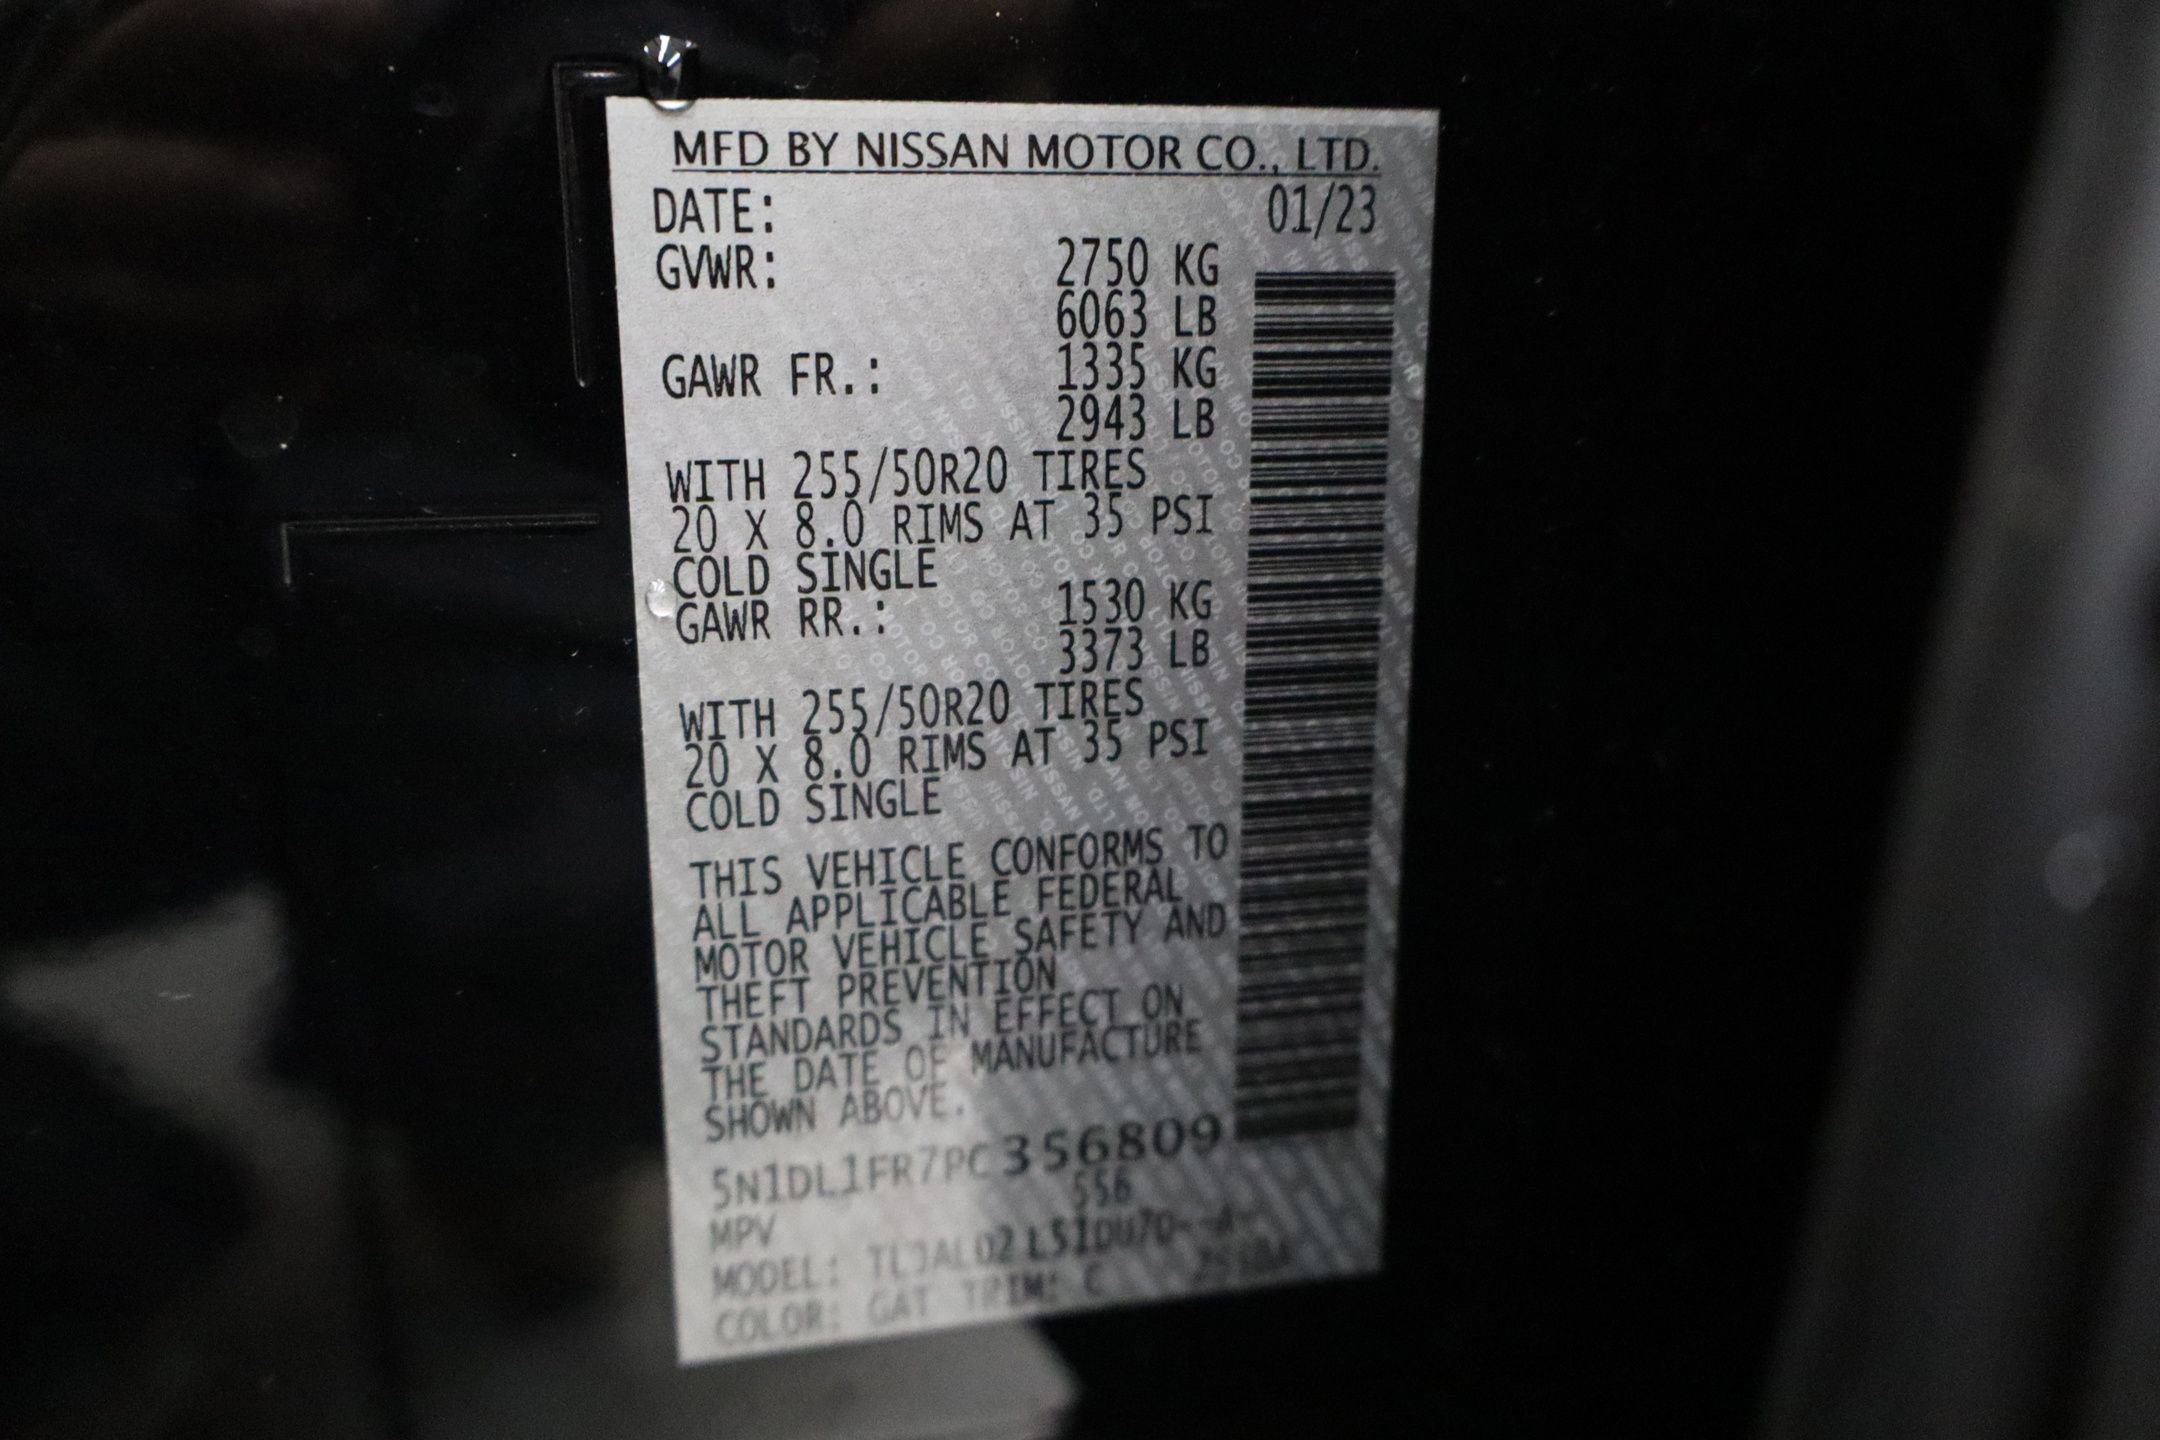 MFD BY NISSAN MOTOR CO., LTD.
DATE: 01/23
GVWR: 2750 KG
6063 LB
GAWR FR.: 1335 KG
2943 LB
WITH 255/50R20 TIRES
20 X 8.0 RIMS AT 35 PSI
COLD SINGLE
GAWR RR.: 1530 KG
3373 LB
WITH 255/50R20 TIRES
20 X 8.0 RIMS AT 35 PSI
COLD SINGLE
THIS VEHICLE CONFORMS TO
ALL APPLICABLE FEDERAL
MOTOR VEHICLE SAFETY AND
THEFT PREVENTION
STANDARDS IN EFFECT ON
THE DATE OF MANUFACTURE
SHOWN ABOVE.
5N1DL1FR7PC356809
556
MPV
MODEL:
COLOR: GAT TRIM: C